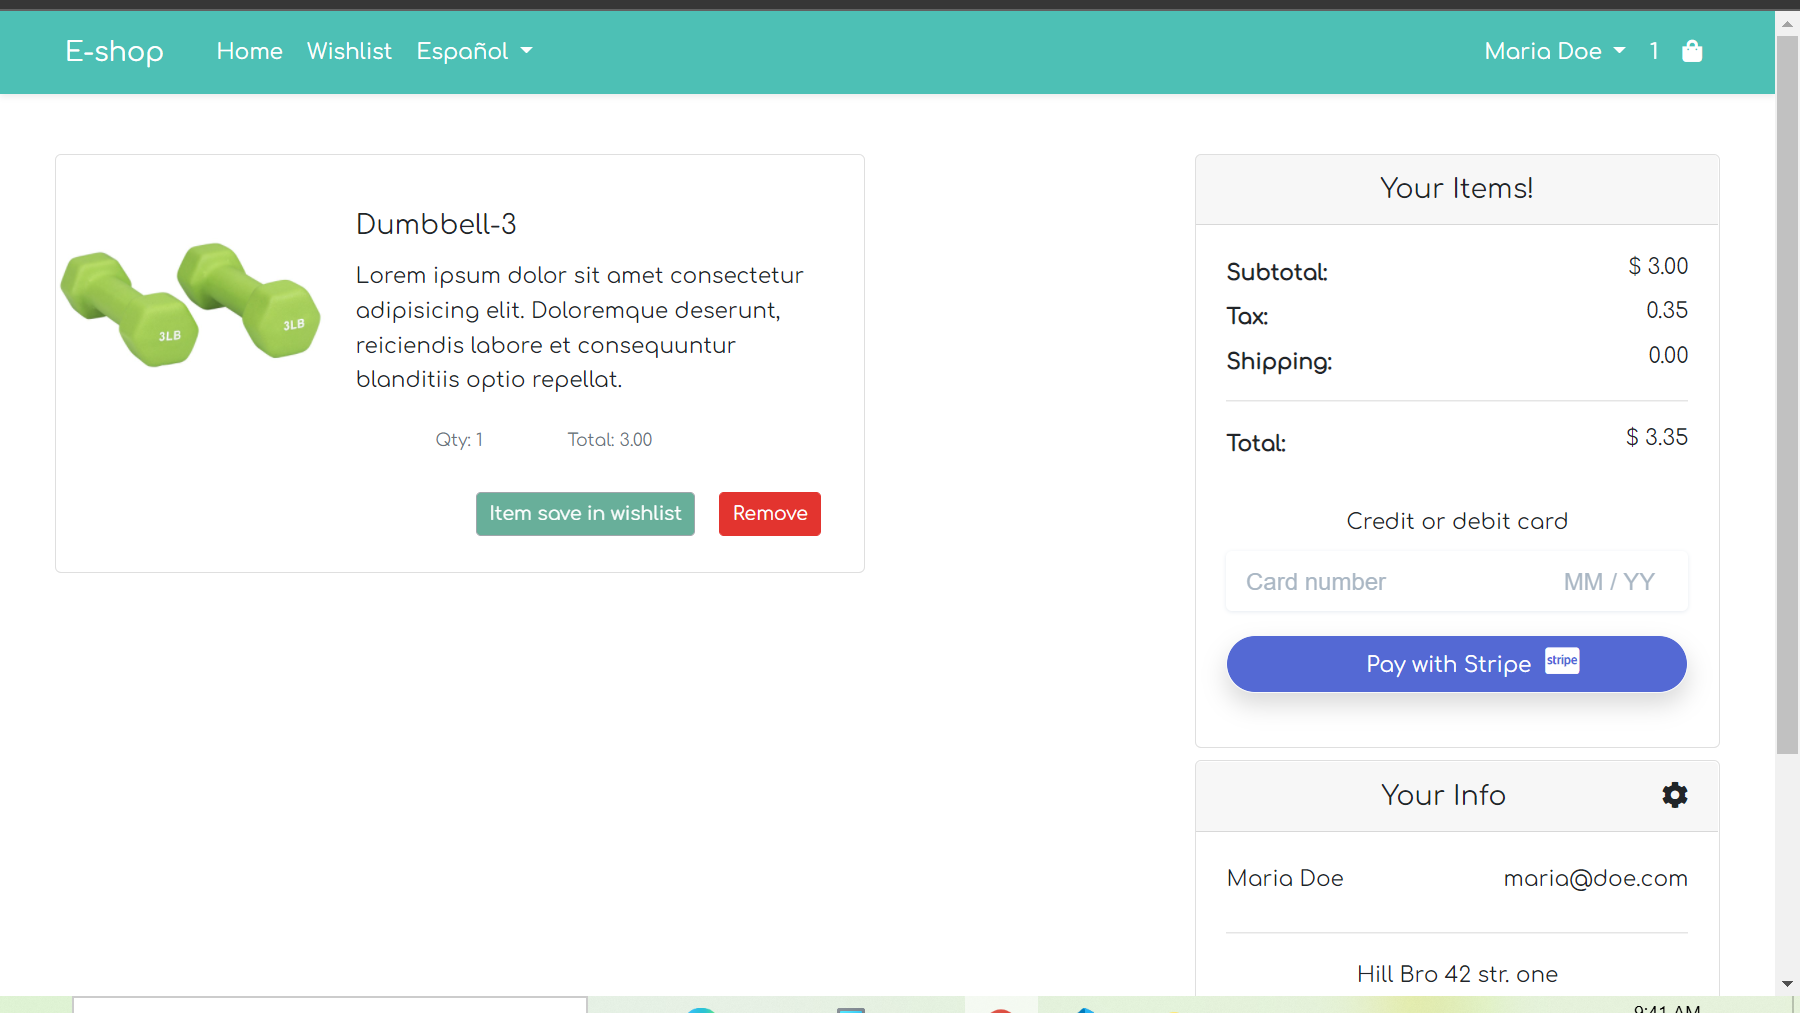 E-shop Home Wishlist Español Maria Doe 1
Dumbbell-3
Lorem ipsum dolor sit amet consectetur
adipisicing elit. Doloremque deserunt,
reiciendis labore et consequuntur
blanditiis optio repellat.
3LB 3LB
Qty: 1 Total: 3.00
Item save in wishlist Remove
Your Items!
Subtotal: $ 3.00
Tax: 0.35
Shipping: 0.00
Total: $ 3.35
Credit or debit card
Card number MM / YY
Pay with Stripe stripe
Your Info
Maria Doe maria@doe.com
Hill Bro 42 str. one
9:41 AM